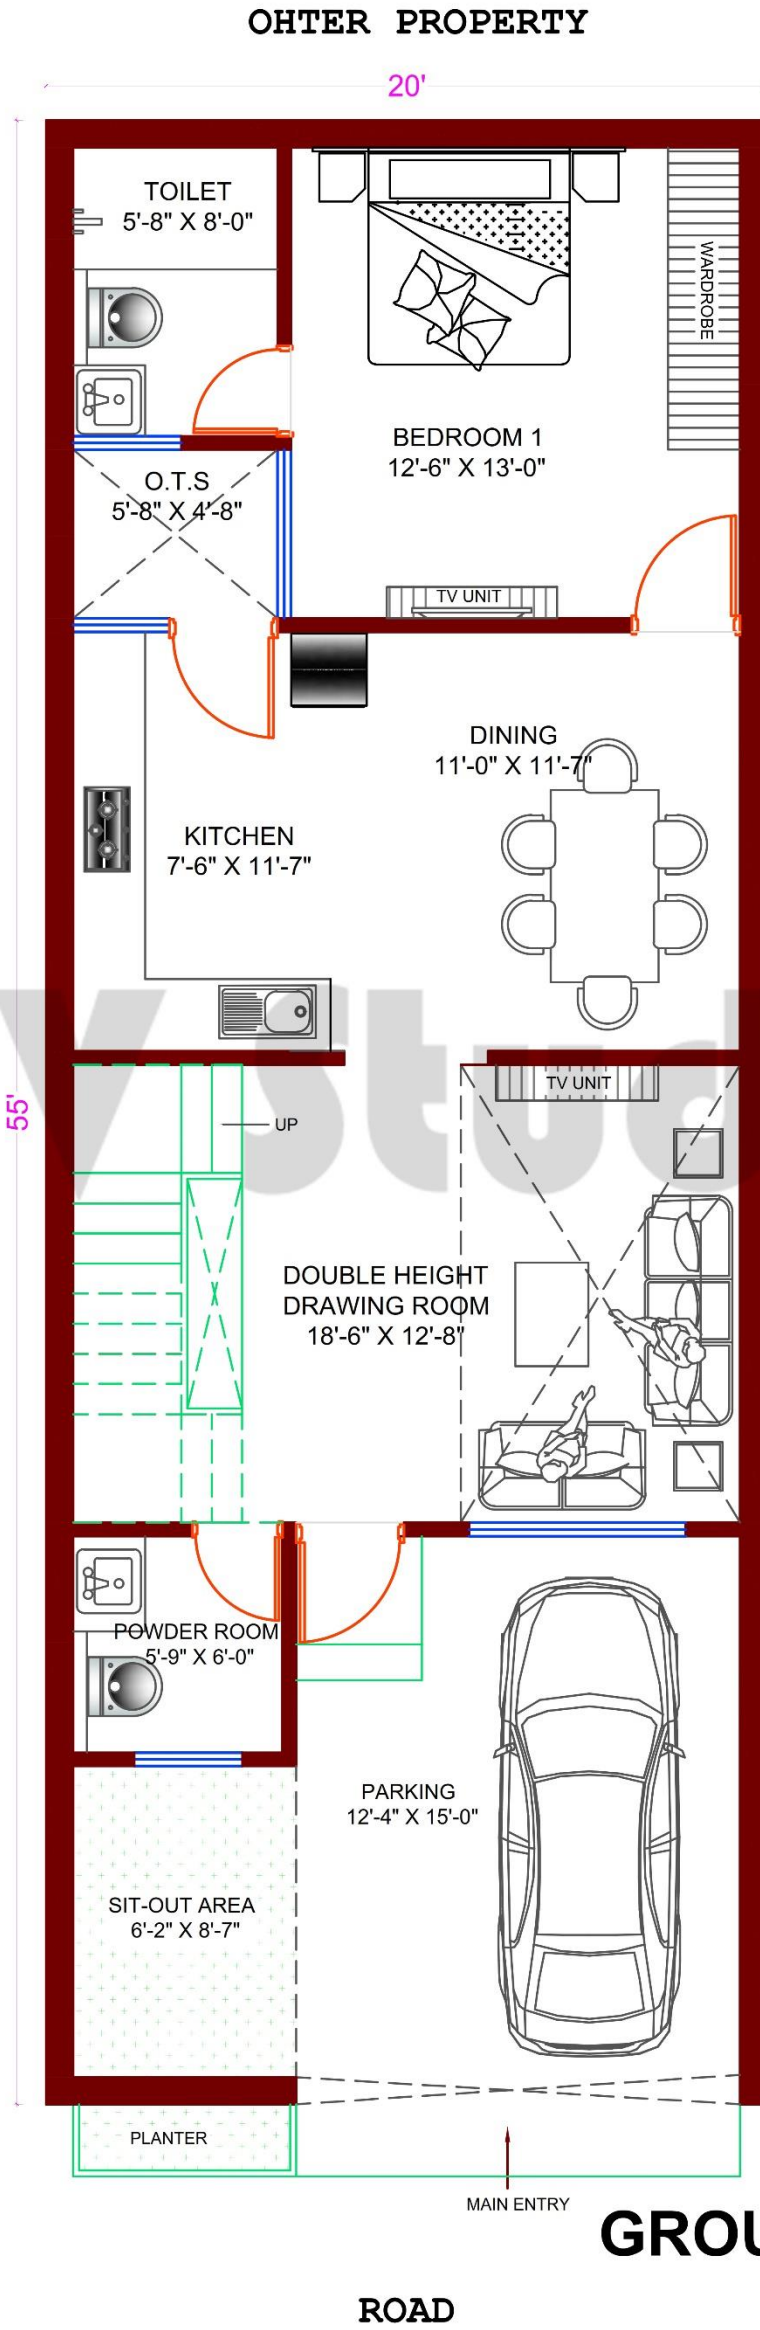 OHTER PROPERTY
20'
TOILET
5'-8" X 8'-0"
WARDROBE
BEDROOM 1
12'-6" X 13'-0"
O.T.S
5'-8" X 4'-8"
TV UNIT
DINING
11'-0" X 11'-7"
KITCHEN
7'-6" X 11'-7"
V Stud
55'
TV UNIT
UP
DOUBLE HEIGHT
DRAWING ROOM
18'-6" X 12'-8"
POWDER ROOM
5'-9" X 6'-0"
PARKING
12'-4" X 15'-0"
SIT-OUT AREA
6'-2" X 8'-7"
PLANTER
MAIN ENTRY
GROU
ROAD